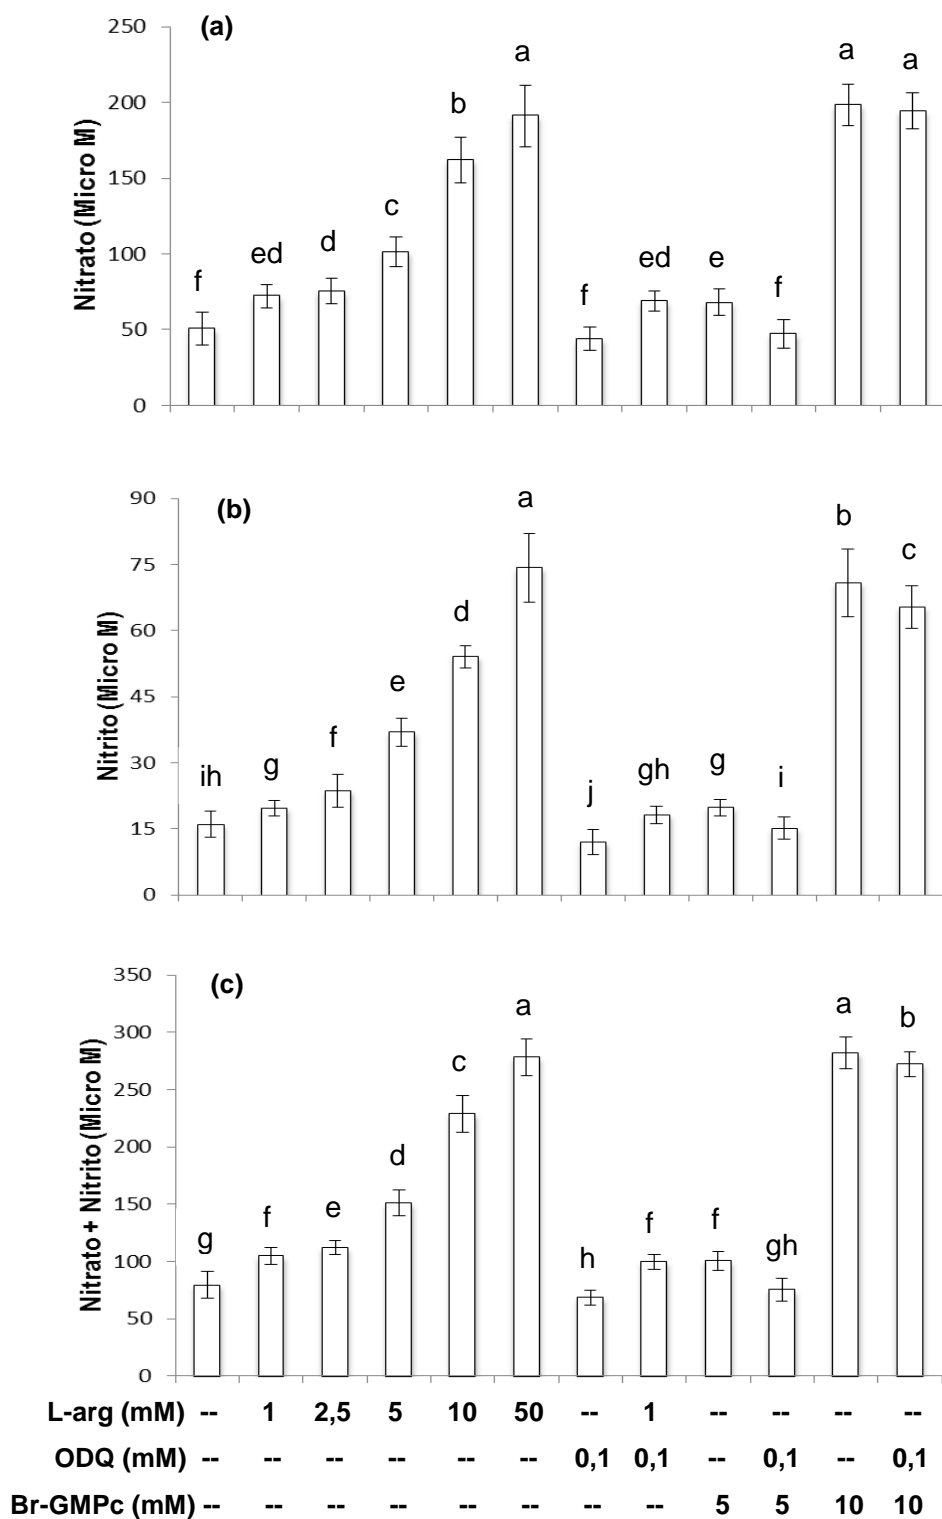 (a)
Nitrato (Micro M)
250
200
150
100
50
0
f
ed
d
c
b
a
f
ed
e
f
a
a
(b)
Nitrito (Micro M)
90
75
60
45
30
15
0
ih
g
f
e
d
a
j
gh
g
i
b
c
(c)
Nitrato + Nitrito (Micro M)
350
300
250
200
150
100
50
0
g
f
e
d
c
a
h
f
f
gh
a
b
L-arg (mM) -- 1 2,5 5 10 50 -- 1 -- -- -- --
ODQ (mM) -- -- -- -- -- -- 0,1 0,1 -- 0,1 -- 0,1
Br-GMPc (mM) -- -- -- -- -- -- -- -- 5 5 10 10